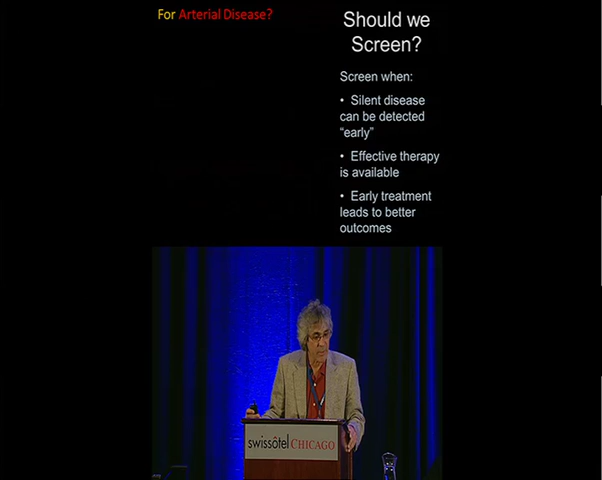 For Arterial Disease?
Should we
Screen?
Screen when:
• Silent disease
can be detected
“early”
• Effective therapy
is available
• Early treatment
leads to better
outcomes
swissôtel CHICAGO